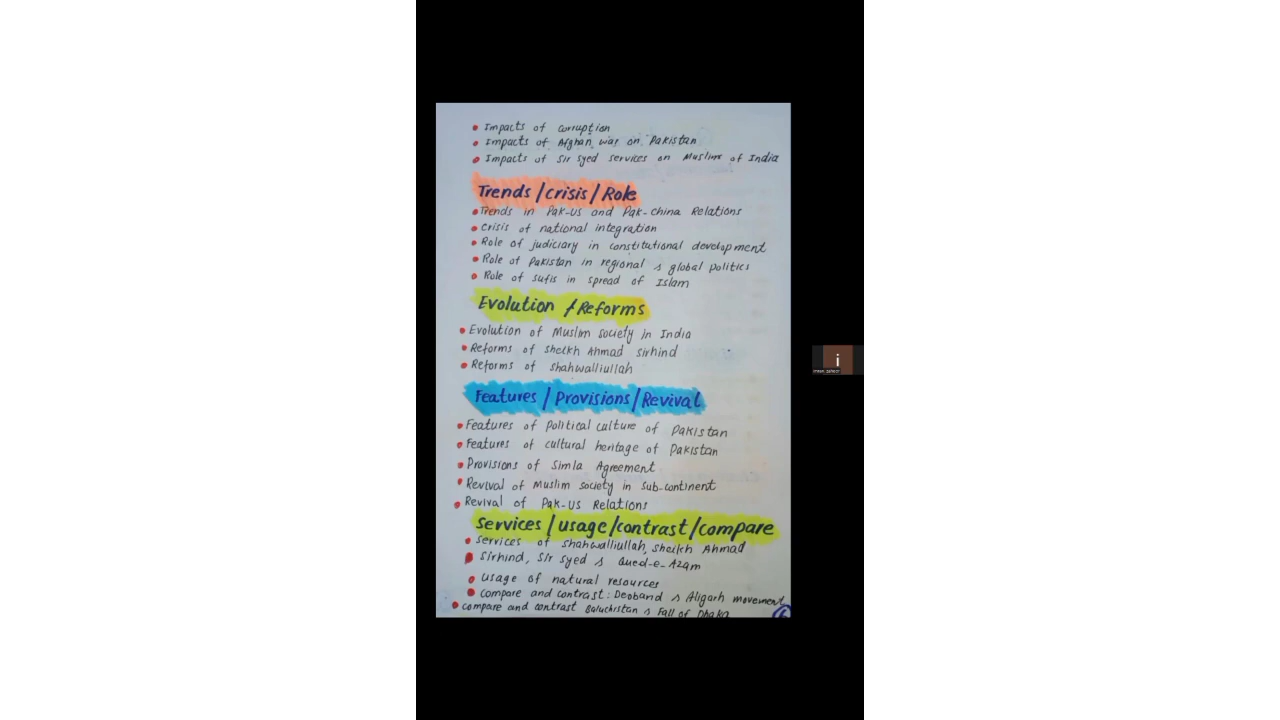 Impacts of corruption
Impacts of Afghan war on Pakistan
Impacts of Sir Syed services on Muslims of India
Trends / crisis / Role
Trends in Pak-US and Pak-china Relations
crisis of national integration
Role of judiciary in constitutional development
Role of Pakistan in regional & global politics
Role of sufis in spread of Islam
Evolution / Reforms
Evolution of Muslim society in India
Reforms of sheikh Ahmad sirhind
Reforms of shahwalliullah
Features / Provisions / Revival
Features of Political culture of Pakistan
Features of cultural heritage of Pakistan
Provisions of Simla Agreement
Revival of Muslim society in sub-continent
Revival of Pak-US Relations
Services / usage / contrast / compare
services of shahwalliullah, sheikh Ahmad
Sirhind, Sir syed & Qued-e-Azam
usage of natural resources
compare and contrast : Deoband & Aligarh movement
compare and contrast Baluchistan & Fall of Dhaka
i